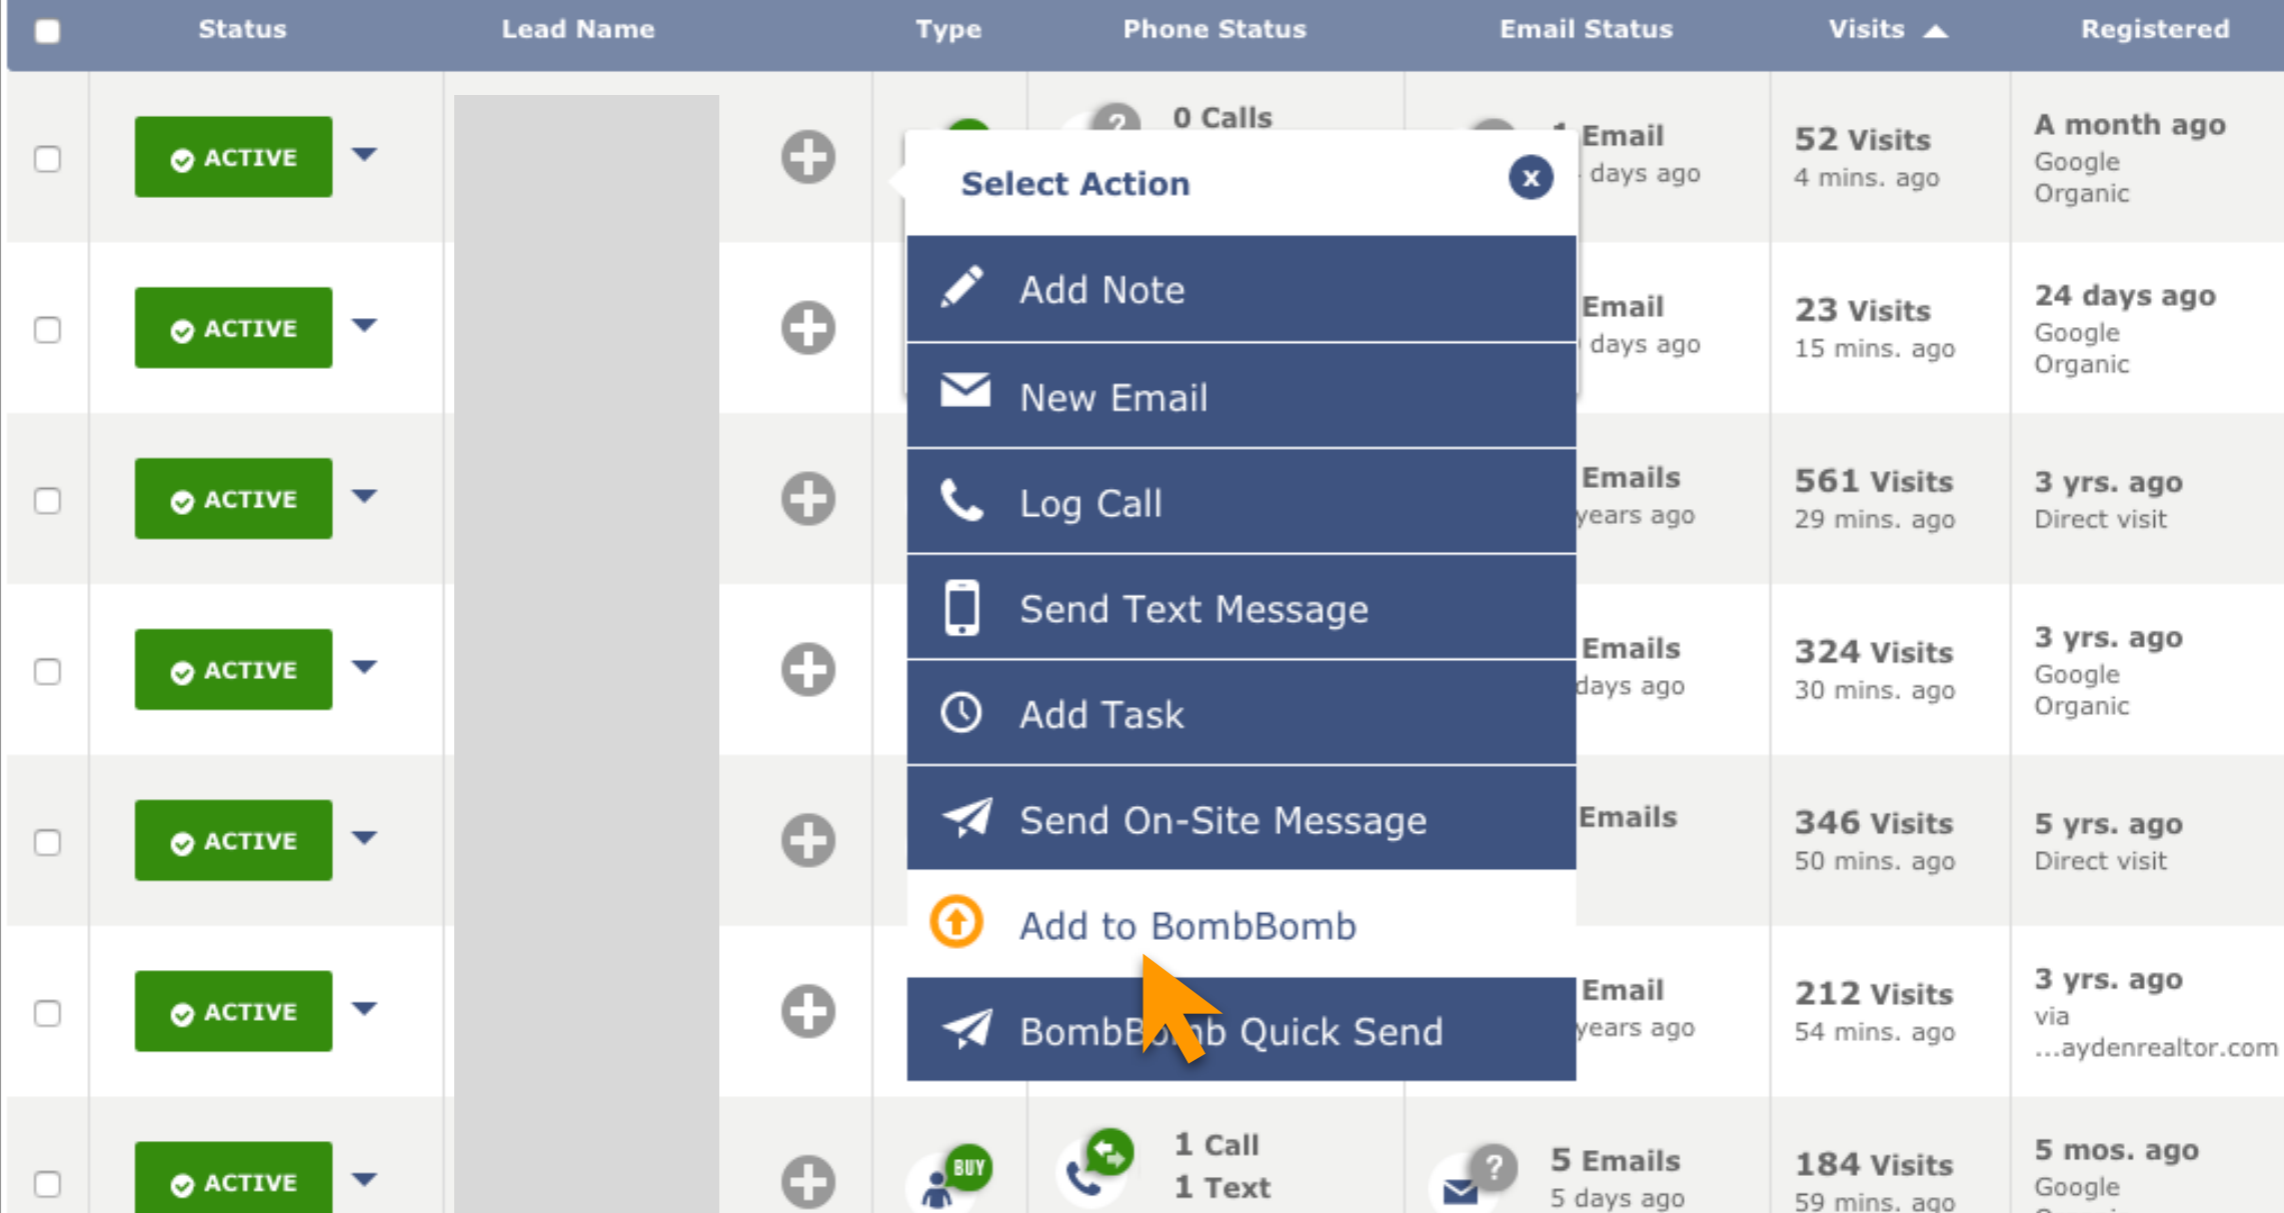 Status Lead Name Type Phone Status Email Status Visits Registered
ACTIVE
0 Calls
Email
days ago
52 Visits
4 mins. ago
A month ago
Google
Organic
Select Action
x
Add Note
New Email
Log Call
Send Text Message
Add Task
Send On-Site Message
Add to BombBomb
BombBomb Quick Send
ACTIVE
Email
days ago
23 Visits
15 mins. ago
24 days ago
Google
Organic
ACTIVE
Emails
years ago
561 Visits
29 mins. ago
3 yrs. ago
Direct visit
ACTIVE
Emails
days ago
324 Visits
30 mins. ago
3 yrs. ago
Google
Organic
ACTIVE
Emails
346 Visits
50 mins. ago
5 yrs. ago
Direct visit
ACTIVE
Email
years ago
212 Visits
54 mins. ago
3 yrs. ago
via
...aydenrealtor.com
ACTIVE
BUY
1 Call
1 Text
?
5 Emails
5 days ago
184 Visits
59 mins. ago
5 mos. ago
Google